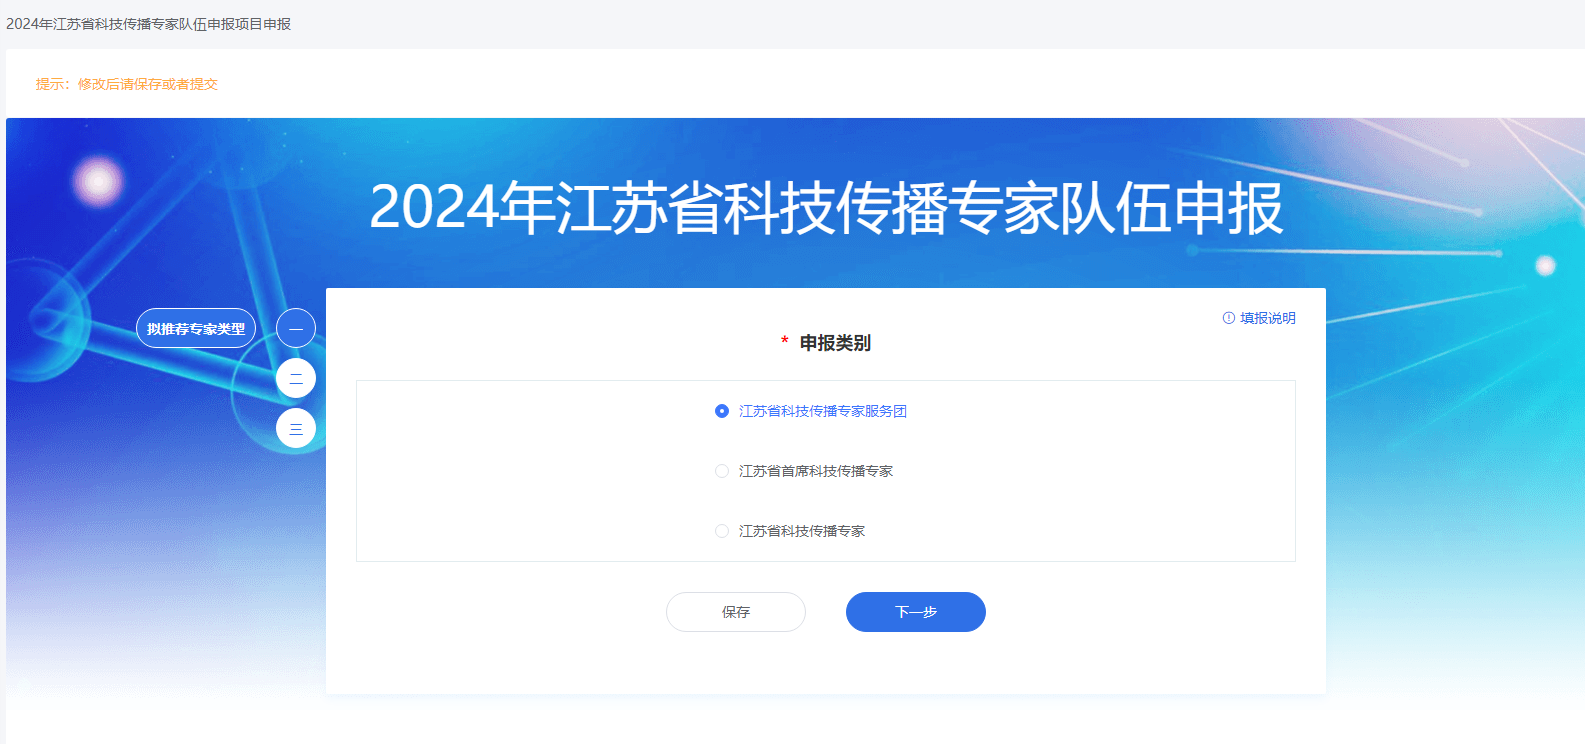 2024年江苏省科技传播专家队伍申报项目申报
提示：修改后请保存或者提交
2024年江苏省科技传播专家队伍申报
拟推荐专家类型
一
二
三
填报说明
* 申报类别
江苏省科技传播专家服务团
江苏省首席科技传播专家
江苏省科技传播专家
保存
下一步